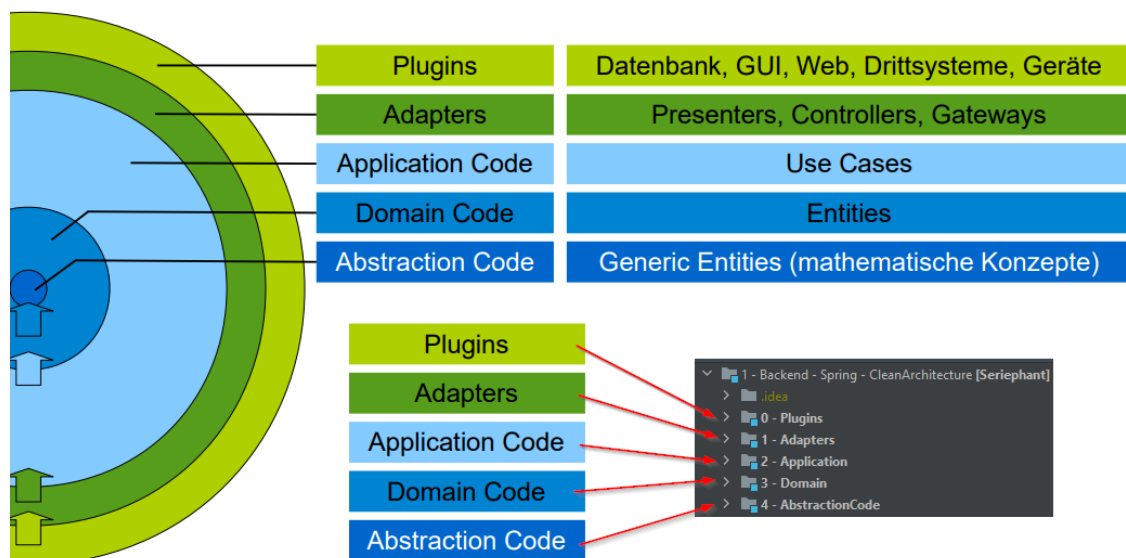 Plugins Datenbank, GUI, Web, Drittsysteme, Geräte
Adapters Presenters, Controllers, Gateways
Application Code Use Cases
Domain Code Entities
Abstraction Code Generic Entities (mathematische Konzepte)
Plugins
Adapters
Application Code
Domain Code
Abstraction Code
1 - Backend - Spring - CleanArchitecture [Seriephant]
.idea
0 - Plugins
1 - Adapters
2 - Application
3 - Domain
4 - AbstractionCode